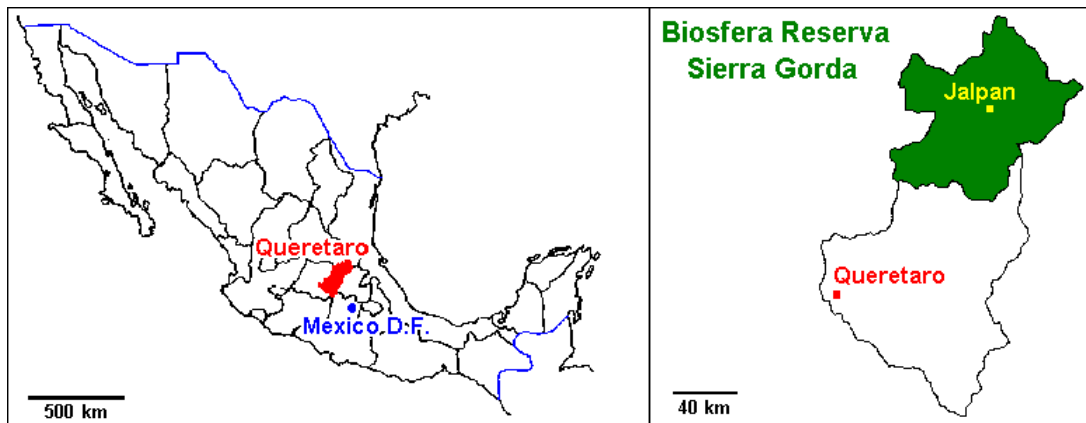 Queretaro
Mexico D.F.
500 km
Biosfera Reserva
Sierra Gorda
Jalpan
Queretaro
40 km